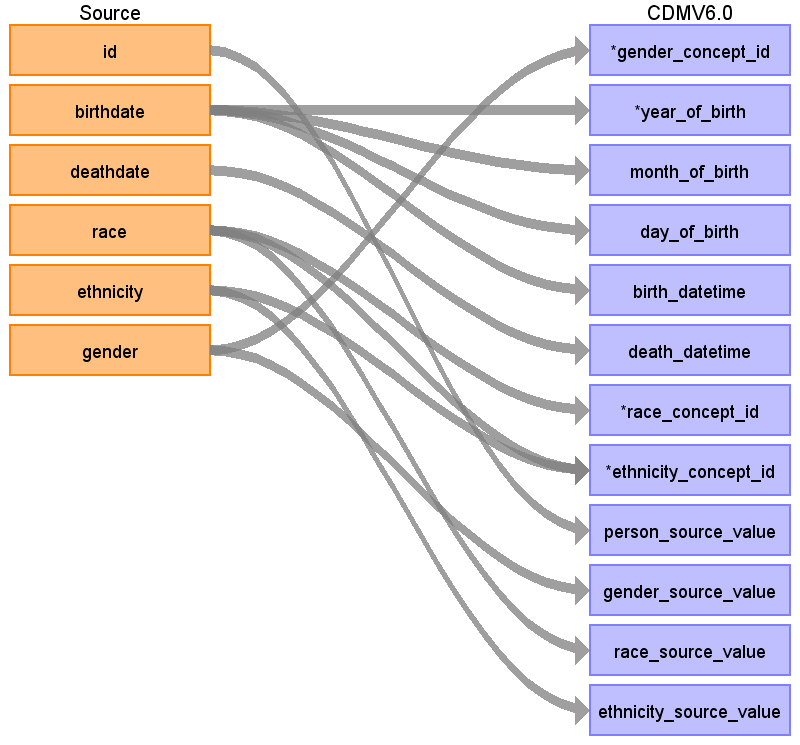 Source
CDMV6.0
id
*gender_concept_id
birthdate
*year_of_birth
deathdate
month_of_birth
race
day_of_birth
ethnicity
birth_datetime
gender
death_datetime
*race_concept_id
*ethnicity_concept_id
person_source_value
gender_source_value
race_source_value
ethnicity_source_value